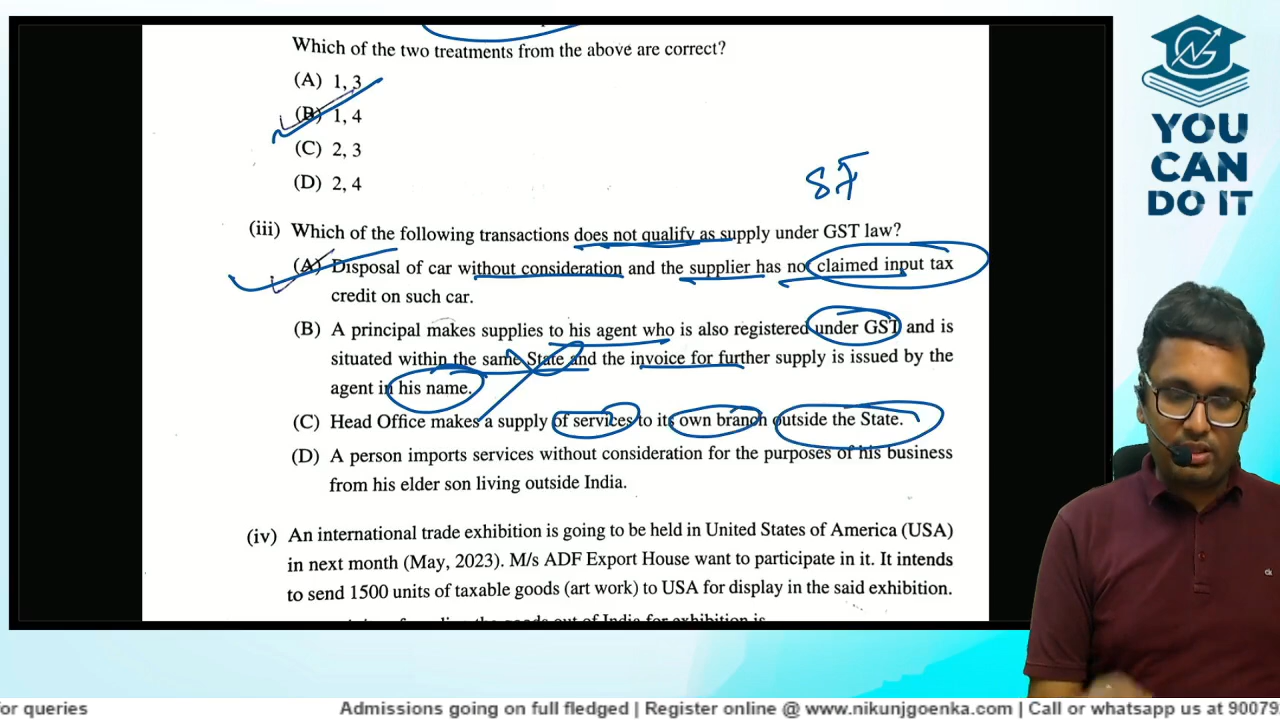 Which of the two treatments from the above are correct?
(A) 1, 3
(B) 1, 4
(C) 2, 3
(D) 2, 4
(iii) Which of the following transactions does not qualify as supply under GST law?
(A) Disposal of car without consideration and the supplier has no claimed input tax
credit on such car.
(B) A principal makes supplies to his agent who is also registered under GST and is
situated within the same State and the invoice for further supply is issued by the
agent in his name.
(C) Head Office makes a supply of services to its own branch outside the State.
(D) A person imports services without consideration for the purposes of his business
from his elder son living outside India.
(iv) An international trade exhibition is going to be held in United States of America (USA)
in next month (May, 2023). M/s ADF Export House want to participate in it. It intends
to send 1500 units of taxable goods (art work) to USA for display in the said exhibition.
NG
YOU
CAN
DO IT
for queries
Admissions going on full fledged | Register online @ www.nikunjgoenka.com | Call or whatsapp us at 90079